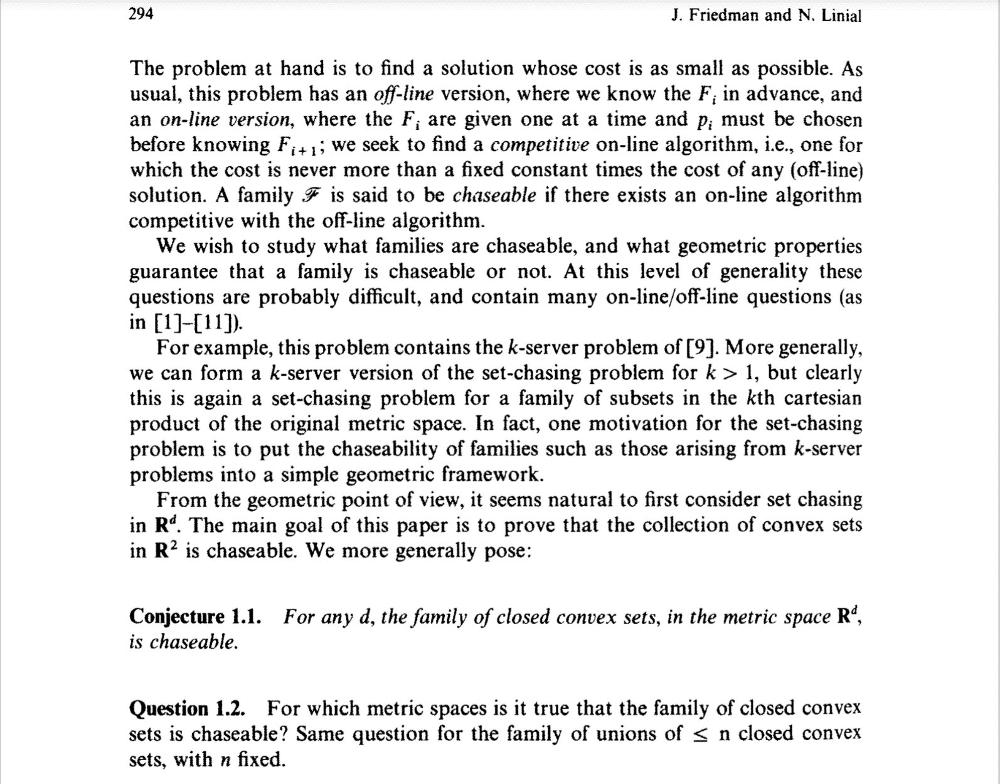 294
J. Friedman and N. Linial
The problem at hand is to find a solution whose cost is as small as possible. As
usual, this problem has an off-line version, where we know the Fᵢ in advance, and
an on-line version, where the Fᵢ are given one at a time and pᵢ must be chosen
before knowing Fᵢ₊₁; we seek to find a competitive on-line algorithm, i.e., one for
which the cost is never more than a fixed constant times the cost of any (off-line)
solution. A family ℱ is said to be chaseable if there exists an on-line algorithm
competitive with the off-line algorithm.
We wish to study what families are chaseable, and what geometric properties
guarantee that a family is chaseable or not. At this level of generality these
questions are probably difficult, and contain many on-line/off-line questions (as
in [1]–[11]).
For example, this problem contains the k-server problem of [9]. More generally,
we can form a k-server version of the set-chasing problem for k > 1, but clearly
this is again a set-chasing problem for a family of subsets in the kth cartesian
product of the original metric space. In fact, one motivation for the set-chasing
problem is to put the chaseability of families such as those arising from k-server
problems into a simple geometric framework.
From the geometric point of view, it seems natural to first consider set chasing
in Rᵈ. The main goal of this paper is to prove that the collection of convex sets
in R² is chaseable. We more generally pose:
Conjecture 1.1. For any d, the family of closed convex sets, in the metric space Rᵈ,
is chaseable.
Question 1.2. For which metric spaces is it true that the family of closed convex
sets is chaseable? Same question for the family of unions of ≤ n closed convex
sets, with n fixed.